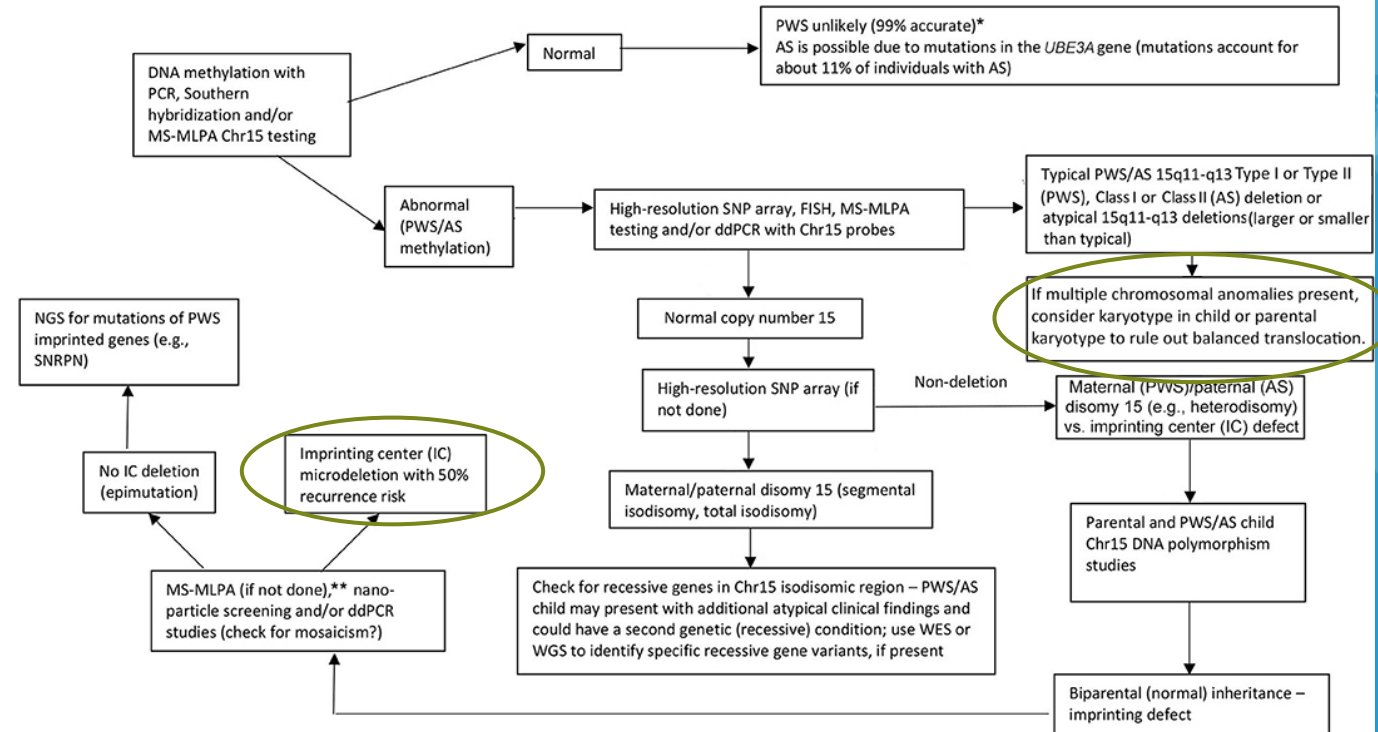 PWS unlikely (99% accurate)*
AS is possible due to mutations in the UBE3A gene (mutations account for
about 11% of individuals with AS)
Normal
DNA methylation with
PCR, Southern
hybridization and/or
MS-MLPA Chr15 testing
Abnormal
(PWS/AS
methylation)
High-resolution SNP array, FISH, MS-MLPA
testing and/or ddPCR with Chr15 probes
Typical PWS/AS 15q11-q13 Type I or Type II
(PWS), Class I or Class II (AS) deletion or
atypical 15q11-q13 deletions(larger or smaller
than typical)
If multiple chromosomal anomalies present,
consider karyotype in child or parental
karyotype to rule out balanced translocation.
Normal copy number 15
High-resolution SNP array (if
not done)
Non-deletion
Maternal (PWS)/paternal (AS)
disomy 15 (e.g., heterodisomy)
vs. imprinting center (IC) defect
Maternal/paternal disomy 15 (segmental
isodisomy, total isodisomy)
Check for recessive genes in Chr15 isodisomic region – PWS/AS
child may present with additional atypical clinical findings and
could have a second genetic (recessive) condition; use WES or
WGS to identify specific recessive gene variants, if present
Parental and PWS/AS child
Chr15 DNA polymorphism
studies
Biparental (normal) inheritance –
imprinting defect
MS-MLPA (if not done),** nano-
particle screening and/or ddPCR
studies (check for mosaicism?)
Imprinting center (IC)
microdeletion with 50%
recurrence risk
No IC deletion
(epimutation)
NGS for mutations of PWS
imprinted genes (e.g.,
SNRPN)